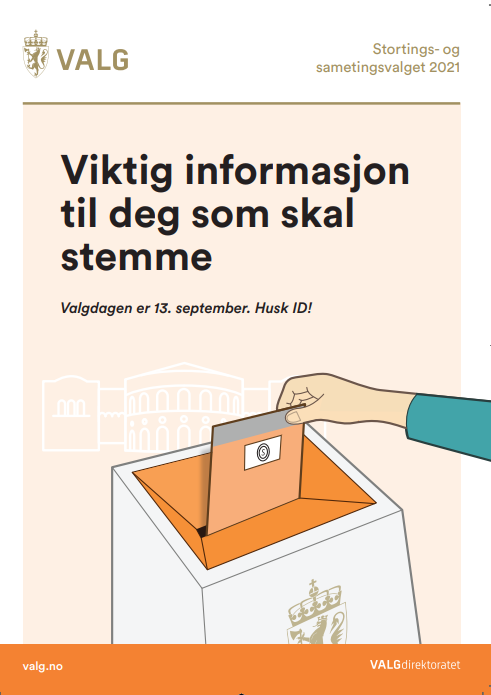 VALG
Stortings- og
sametingsvalget 2021
Viktig informasjon
til deg som skal
stemme
Valgdagen er 13. september. Husk ID!
S
valg.no
VALGdirektoratet